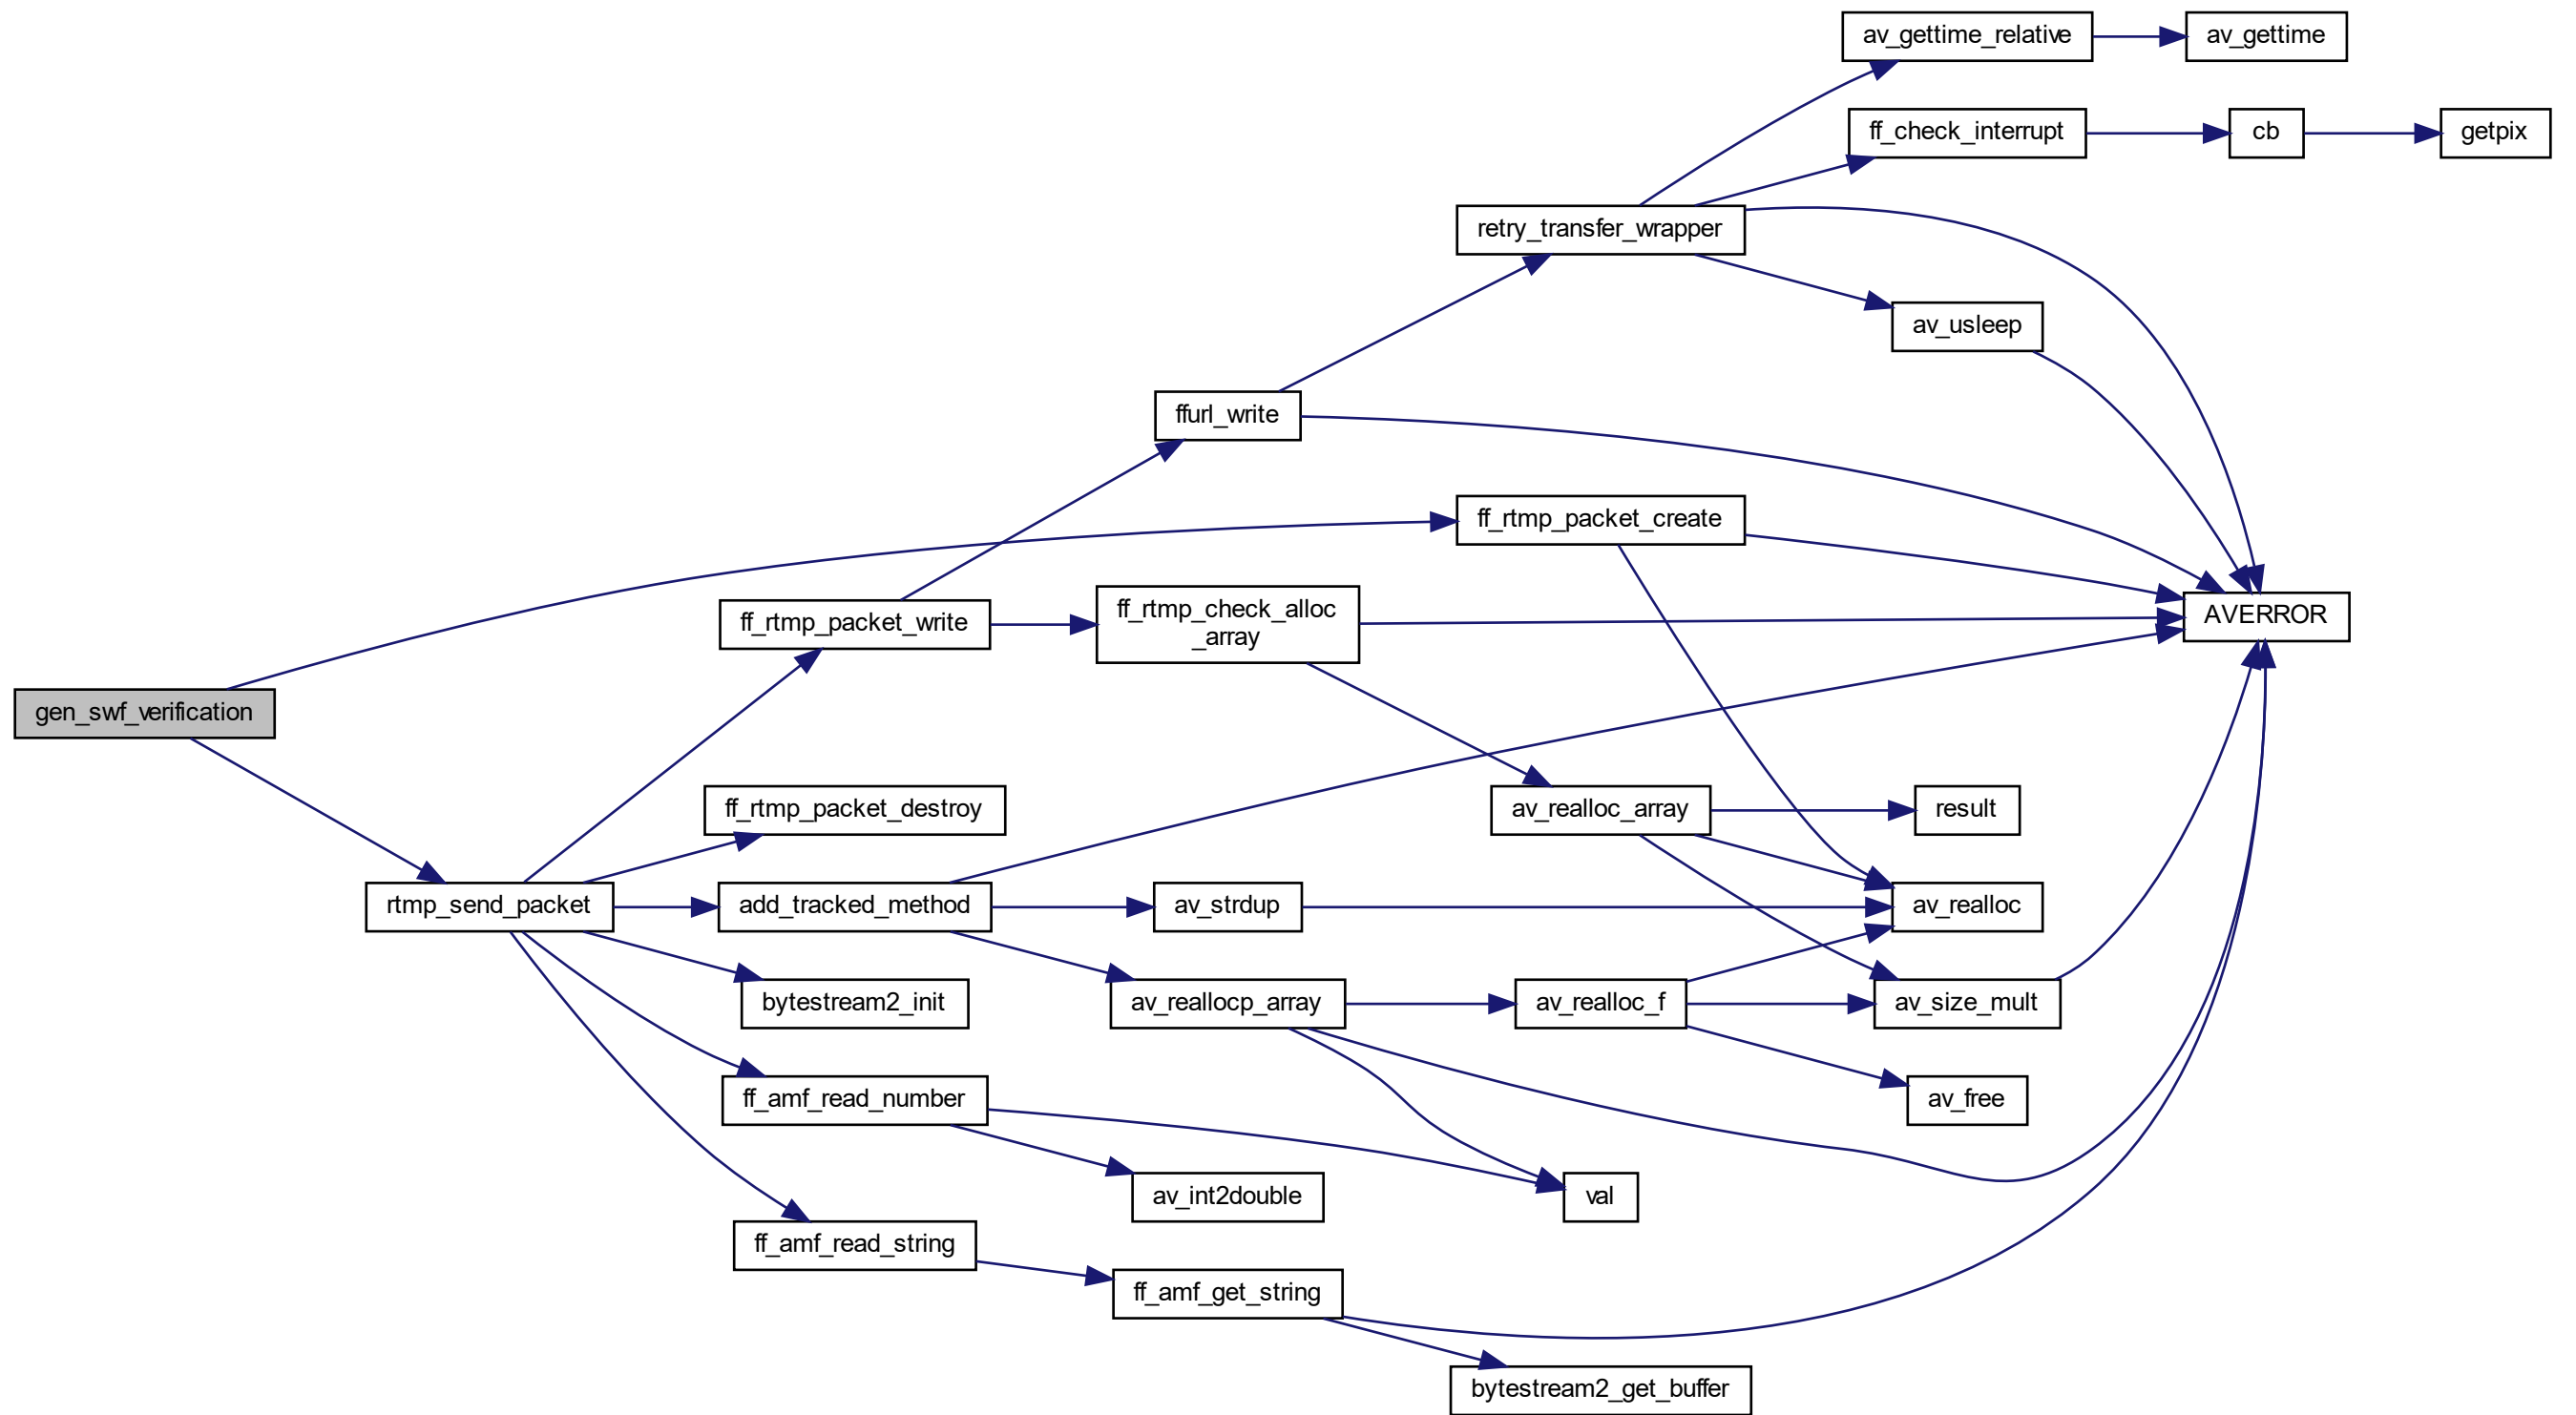 av_gettime_relative
av_gettime
ff_check_interrupt
cb
getpix
retry_transfer_wrapper
av_usleep
ffurl_write
ff_rtmp_packet_create
ff_rtmp_packet_write
ff_rtmp_check_alloc
_array
AVERROR
gen_swf_verification
ff_rtmp_packet_destroy
av_realloc_array
result
rtmp_send_packet
add_tracked_method
av_strdup
av_realloc
bytestream2_init
av_reallocp_array
av_realloc_f
av_size_mult
ff_amf_read_number
av_free
av_int2double
val
ff_amf_read_string
ff_amf_get_string
bytestream2_get_buffer